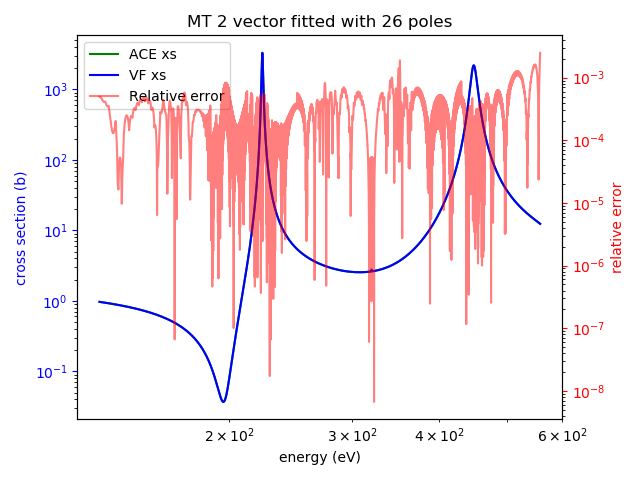 MT 2 vector fitted with 26 poles
ACE xs
VF xs
Relative error
cross section (b)
10³
10²
10¹
10⁰
10⁻¹
relative error
10⁻³
10⁻⁴
10⁻⁵
10⁻⁶
10⁻⁷
10⁻⁸
2 × 10² 3 × 10² 4 × 10² 6 × 10²
energy (eV)